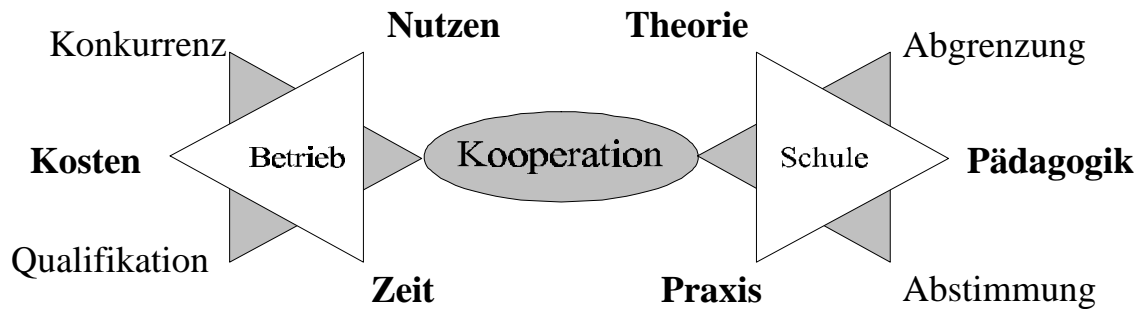 Nutzen Theorie
Konkurrenz Abgrenzung
Kosten Betrieb Kooperation Schule Pädagogik
Qualifikation Abstimmung
Zeit Praxis